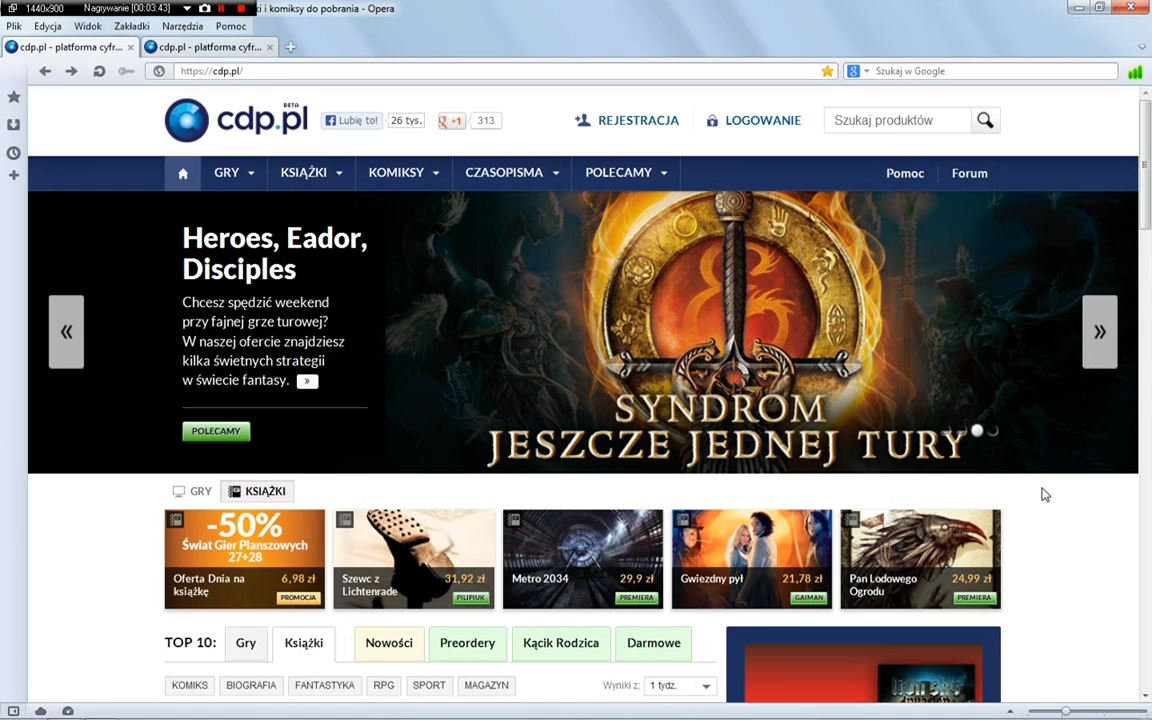 1440x900 Nagrywanie [00:03:43] ki i komiksy do pobrania - Opera
Plik Edycja Widok Zakładki Narzędzia Pomoc
cdp.pl - platforma cyfr... cdp.pl - platforma cyfr...
https://cdp.pl/ Szukaj w Google
BETA
cdp.pl Lubię to! 26 tys. +1 313 REJESTRACJA LOGOWANIE Szukaj produktów
GRY KSIĄŻKI KOMIKSY CZASOPISMA POLECAMY Pomoc Forum
Heroes, Eador,
Disciples
Chcesz spędzić weekend
przy fajnej grze turowej?
W naszej ofercie znajdziesz
kilka świetnych strategii
w świecie fantasy. »
POLECAMY
« »
SYNDROM
JESZCZE JEDNEJ TURY
GRY KSIĄŻKI
-50%
Świat Gier Planszowych
27+28
Oferta Dnia na
książkę
6,98 zł
PROMOCJA
Szewc z
Lichtenrade
31,92 zł
PILIPIUK
Metro 2034
29,9 zł
PREMIERA
Gwiezdny pył
21,78 zł
GAIMAN
Pan Lodowego
Ogrodu
24,99 zł
PREMIERA
TOP 10: Gry Książki Nowości Preordery Kącik Rodzica Darmowe
KOMIKS BIOGRAFIA FANTASTYKA RPG SPORT MAGAZYN Wyniki z: 1 tydz.